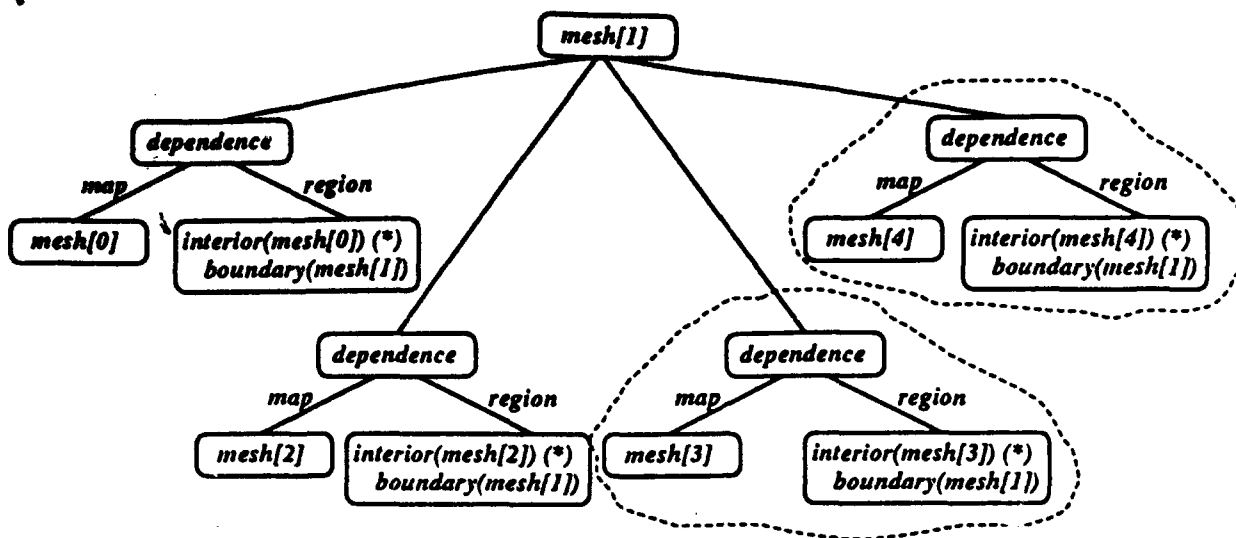 mesh[1]
dependence
map
region
mesh[0]
interior(mesh[0]) (*)
boundary(mesh[1])
dependence
map
region
mesh[4]
interior(mesh[4]) (*)
boundary(mesh[1])
dependence
map
region
mesh[2]
interior(mesh[2]) (*)
boundary(mesh[1])
dependence
map
region
mesh[3]
interior(mesh[3]) (*)
boundary(mesh[1])